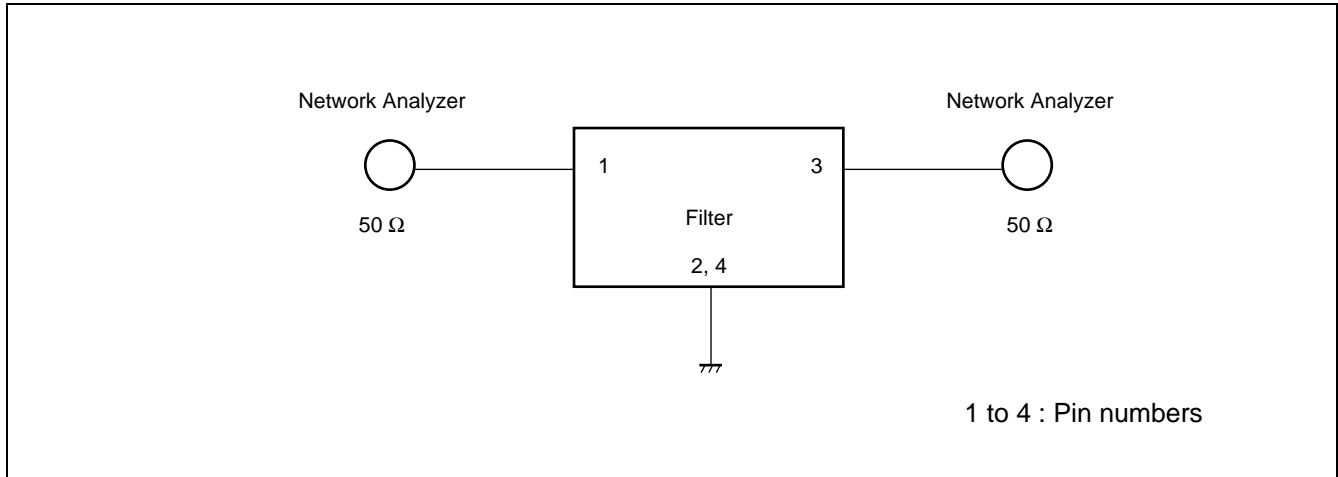 Network Analyzer
Network Analyzer
1
3
50 Ω
Filter
50 Ω
2, 4
1 to 4 : Pin numbers